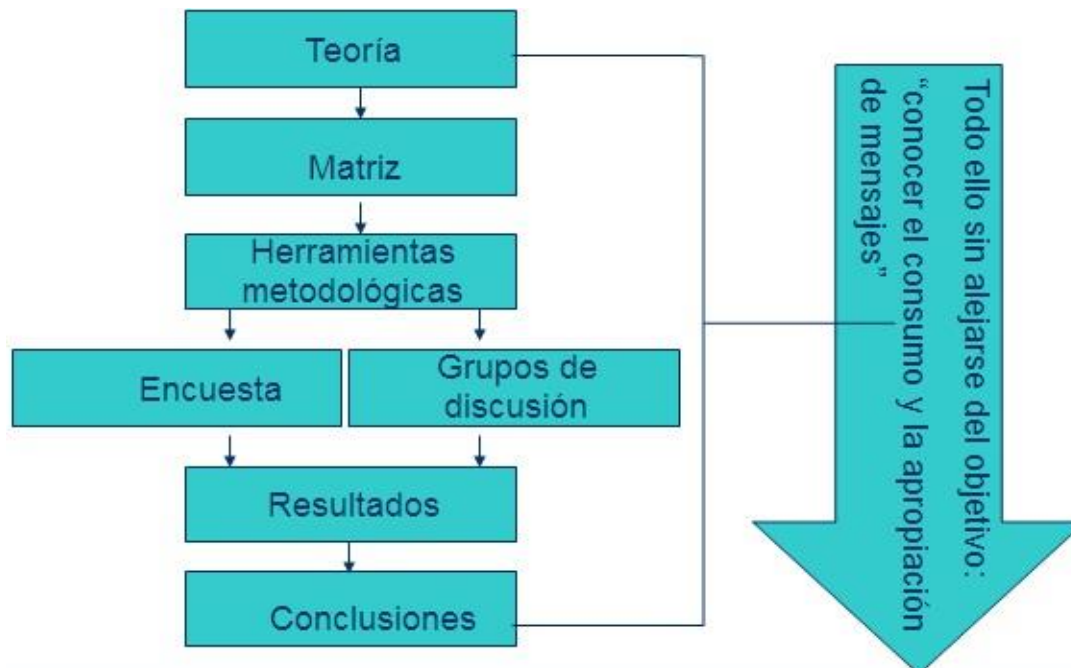 Teoría
Matriz
Herramientas
metodológicas
Encuesta
Grupos de
discusión
Resultados
Conclusiones
Todo ello sin alejarse del objetivo:
“conocer el consumo y la apropiación
de mensajes”